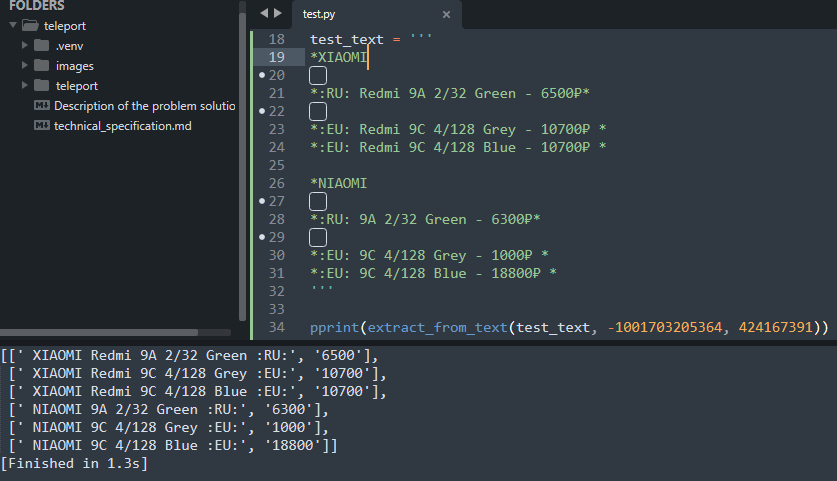 FOLDERS
teleport
.venv
images
teleport
Description of the problem solutio
technical_specification.md
test.py ×
18 test_text = '''
19 *XIAOMI
20
21 *:RU: Redmi 9A 2/32 Green - 6500₽*
22
23 *:EU: Redmi 9C 4/128 Grey - 10700₽ *
24 *:EU: Redmi 9C 4/128 Blue - 10700₽ *
25
26 *NIAOMI
27
28 *:RU: 9A 2/32 Green - 6300₽*
29
30 *:EU: 9C 4/128 Grey - 1000₽ *
31 *:EU: 9C 4/128 Blue - 18800₽ *
32 '''
33
34 pprint(extract_from_text(test_text, -1001703205364, 424167391))
[[' XIAOMI Redmi 9A 2/32 Green :RU:', '6500'],
[' XIAOMI Redmi 9C 4/128 Grey :EU:', '10700'],
[' XIAOMI Redmi 9C 4/128 Blue :EU:', '10700'],
[' NIAOMI 9A 2/32 Green :RU:', '6300'],
[' NIAOMI 9C 4/128 Grey :EU:', '1000'],
[' NIAOMI 9C 4/128 Blue :EU:', '18800']]
[Finished in 1.3s]